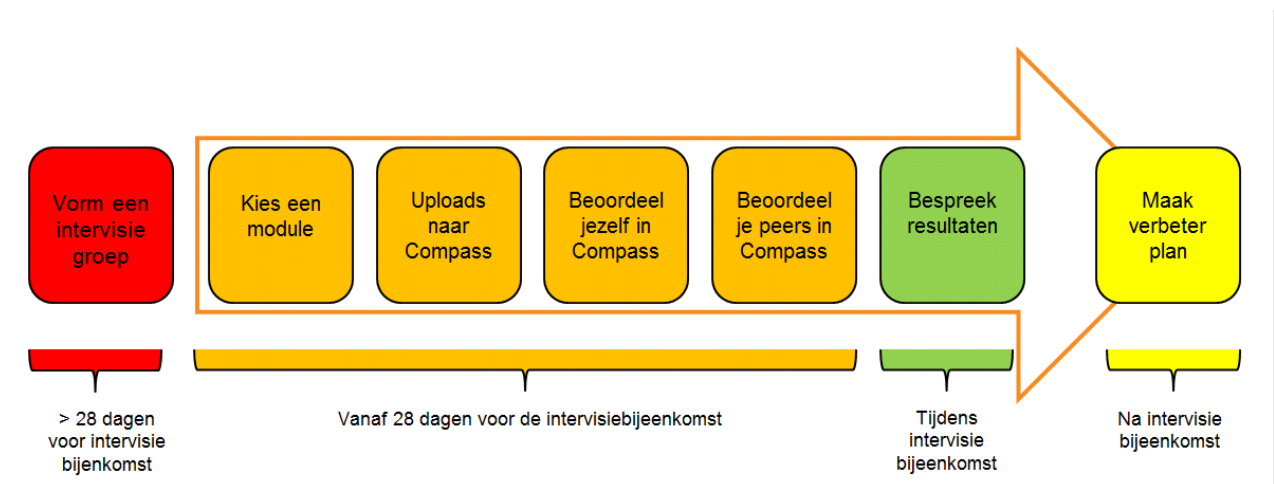 Vorm een
intervisie
groep
Kies een
module
Uploads
naar
Compass
Beoordeel
jezelf in
Compass
Beoordeel
je peers in
Compass
Bespreek
resultaten
Maak
verbeter
plan
> 28 dagen
voor intervisie
bijenkomst
Vanaf 28 dagen voor de intervisiebijeenkomst
Tijdens
intervisie
bijeenkomst
Na intervisie
bijeenkomst